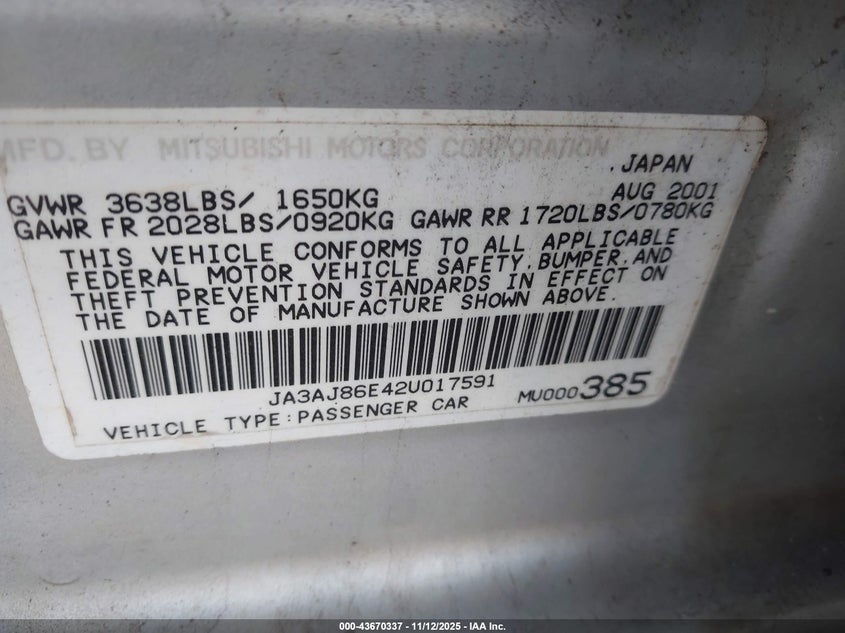 MFD. BY MITSUBISHI MOTORS CORPORATION
JAPAN
GVWR 3638LBS/ 1650KG AUG 2001
GAWR FR 2028LBS/0920KG GAWR RR 1720LBS/0780KG
THIS VEHICLE CONFORMS TO ALL APPLICABLE
FEDERAL MOTOR VEHICLE SAFETY, BUMPER, AND
THEFT PREVENTION STANDARDS IN EFFECT ON
THE DATE OF MANUFACTURE SHOWN ABOVE.
JA3AJ86E42U017591 MU000385
VEHICLE TYPE:PASSENGER CAR
000-43670337 - 11/12/2025 - IAA Inc.